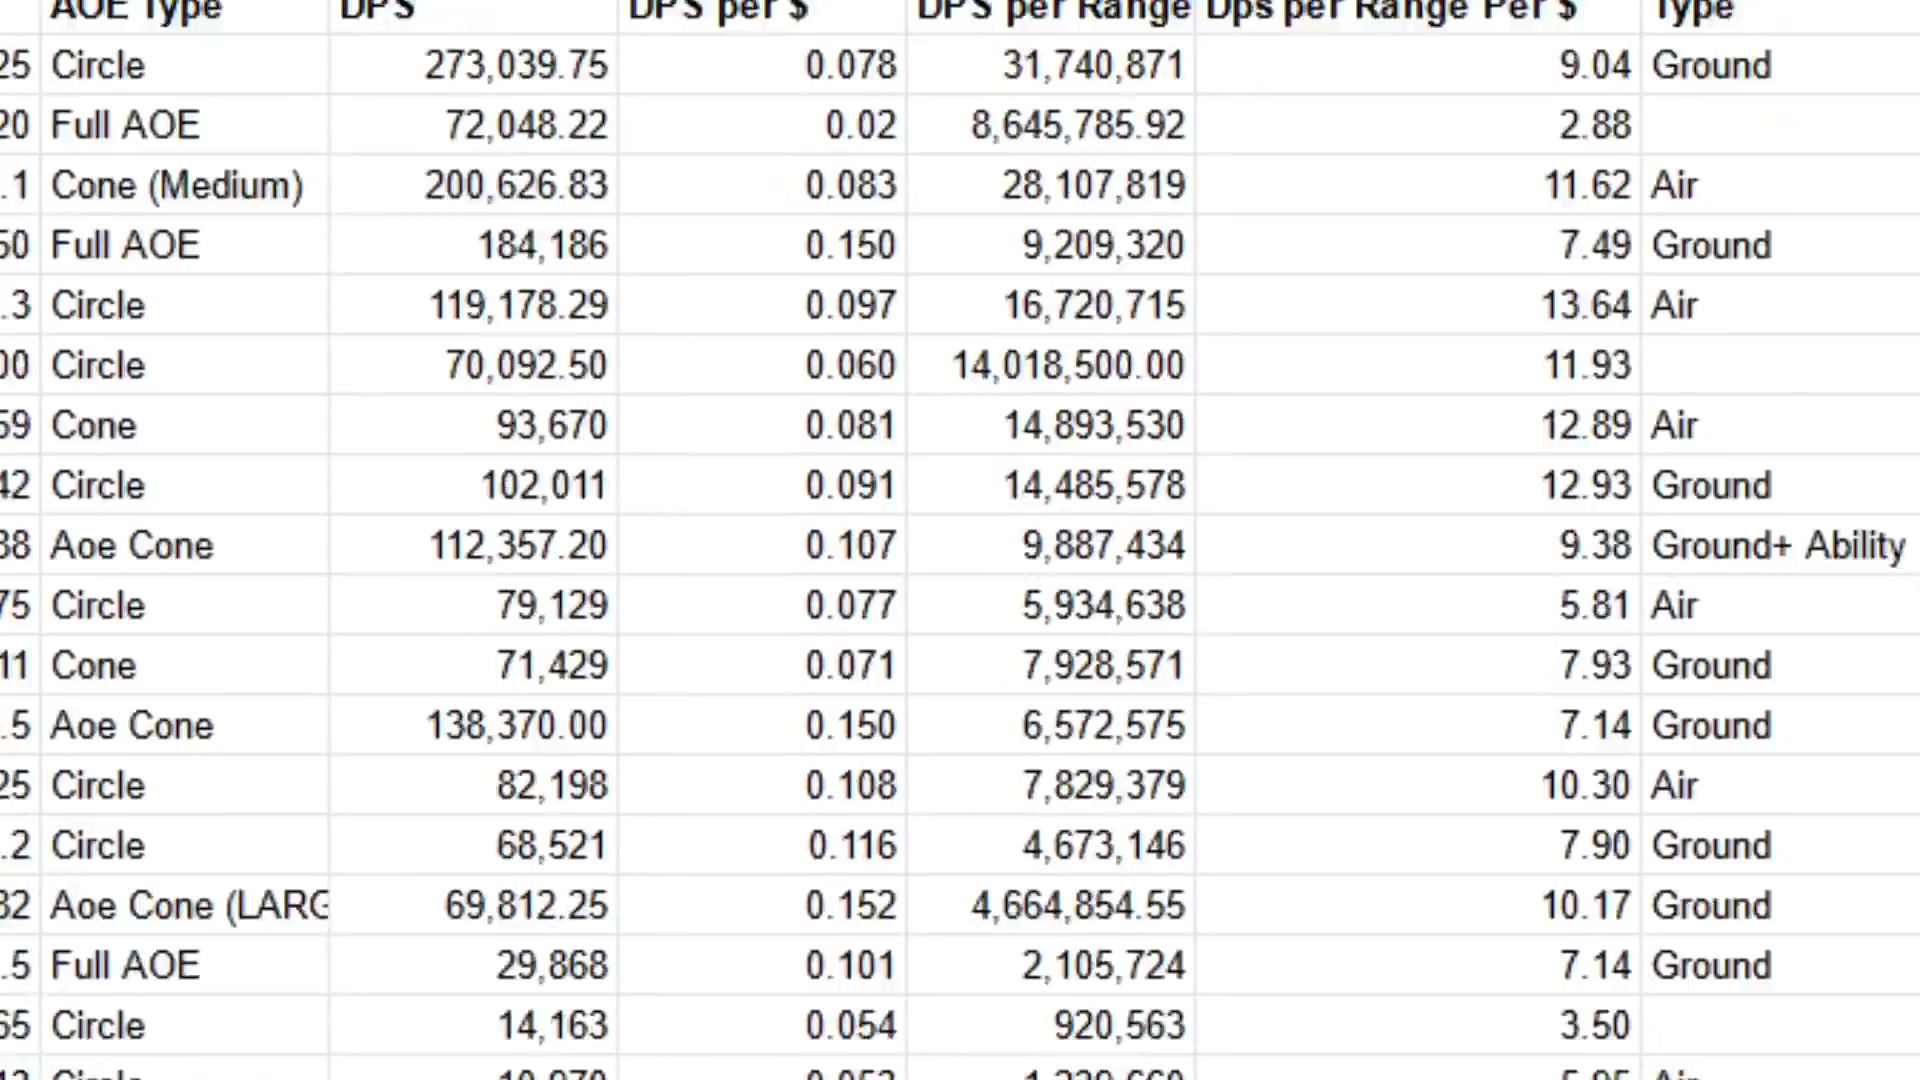 AOE Type DPS DPS per $ DPS per Range Dps per Range Per $ Type
25 Circle 273,039.75 0.078 31,740,871 9.04 Ground
20 Full AOE 72,048.22 0.02 8,645,785.92 2.88
.1 Cone (Medium) 200,626.83 0.083 28,107,819 11.62 Air
50 Full AOE 184,186 0.150 9,209,320 7.49 Ground
.3 Circle 119,178.29 0.097 16,720,715 13.64 Air
00 Circle 70,092.50 0.060 14,018,500.00 11.93
59 Cone 93,670 0.081 14,893,530 12.89 Air
42 Circle 102,011 0.091 14,485,578 12.93 Ground
88 Aoe Cone 112,357.20 0.107 9,887,434 9.38 Ground+ Ability
75 Circle 79,129 0.077 5,934,638 5.81 Air
11 Cone 71,429 0.071 7,928,571 7.93 Ground
.5 Aoe Cone 138,370.00 0.150 6,572,575 7.14 Ground
25 Circle 82,198 0.108 7,829,379 10.30 Air
.2 Circle 68,521 0.116 4,673,146 7.90 Ground
82 Aoe Cone (LARG 69,812.25 0.152 4,664,854.55 10.17 Ground
.5 Full AOE 29,868 0.101 2,105,724 7.14 Ground
65 Circle 14,163 0.054 920,563 3.50
Circle Air